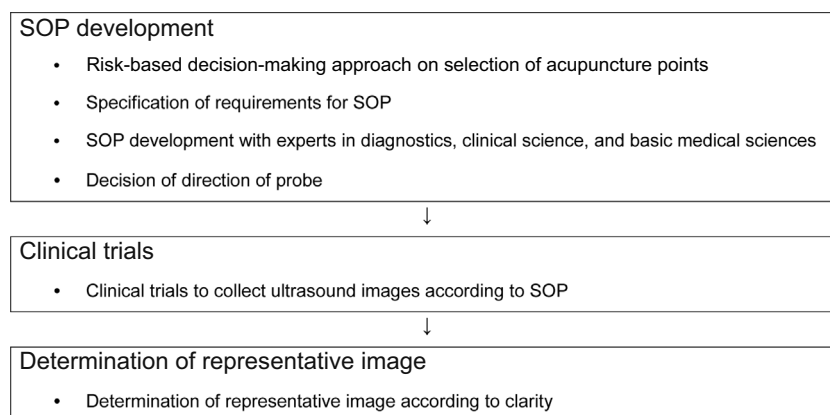 SOP development
• Risk-based decision-making approach on selection of acupuncture points
• Specification of requirements for SOP
• SOP development with experts in diagnostics, clinical science, and basic medical sciences
• Decision of direction of probe
↓
Clinical trials
• Clinical trials to collect ultrasound images according to SOP
↓
Determination of representative image
• Determination of representative image according to clarity